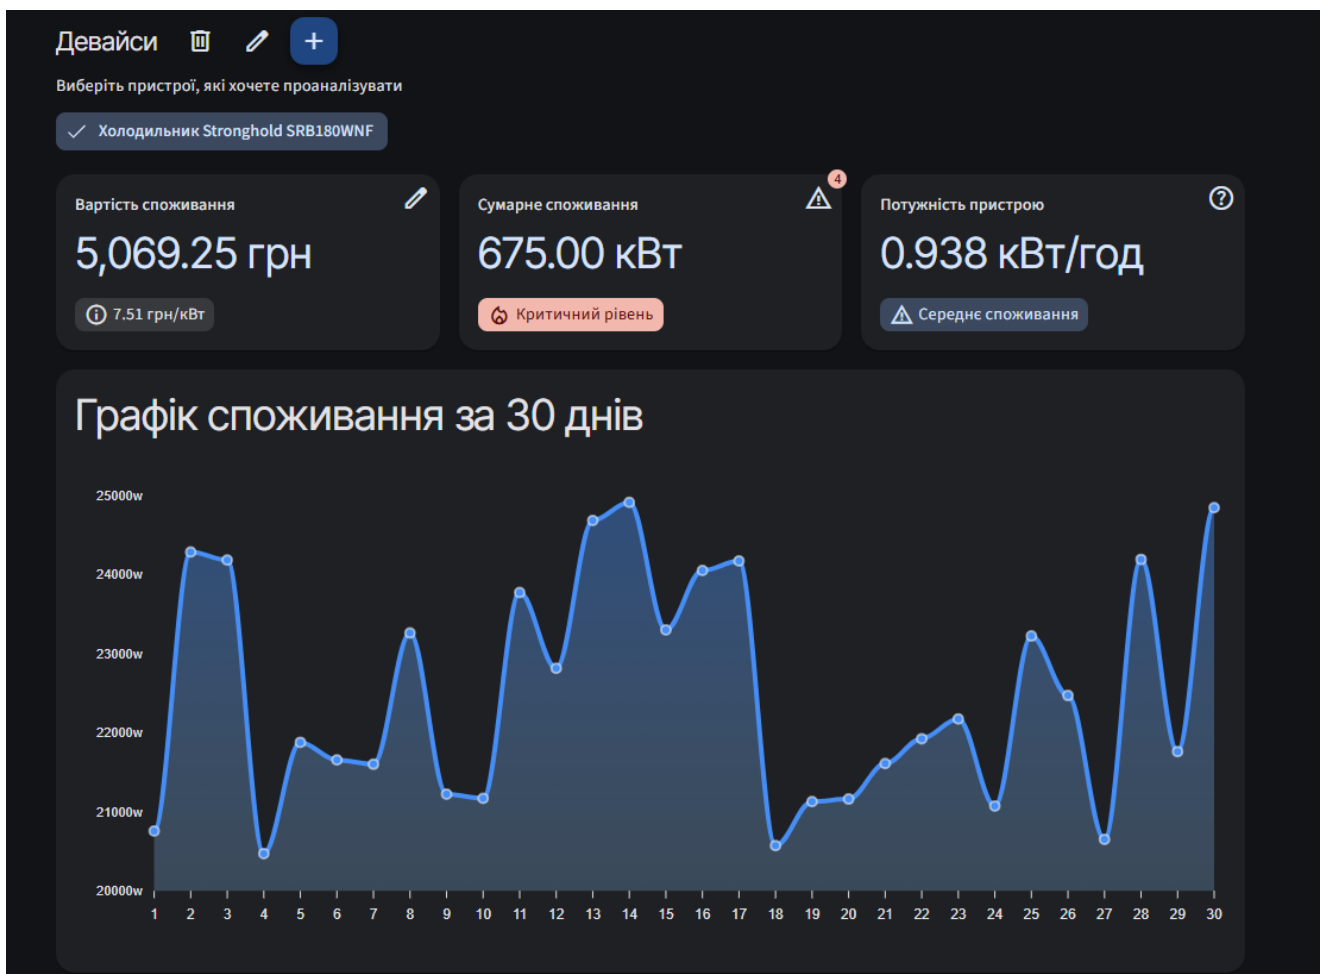 Девайси
Виберіть пристрої, які хочете проаналізувати
Холодильник Stronghold SRB180WNF
Вартість споживання
5,069.25 грн
7.51 грн/кВт
Сумарне споживання
4
675.00 кВт
Критичний рівень
Потужність пристрою
0.938 кВт/год
Середнє споживання
Графік споживання за 30 днів
25000w
24000w
23000w
22000w
21000w
20000w
1 2 3 4 5 6 7 8 9 10 11 12 13 14 15 16 17 18 19 20 21 22 23 24 25 26 27 28 29 30